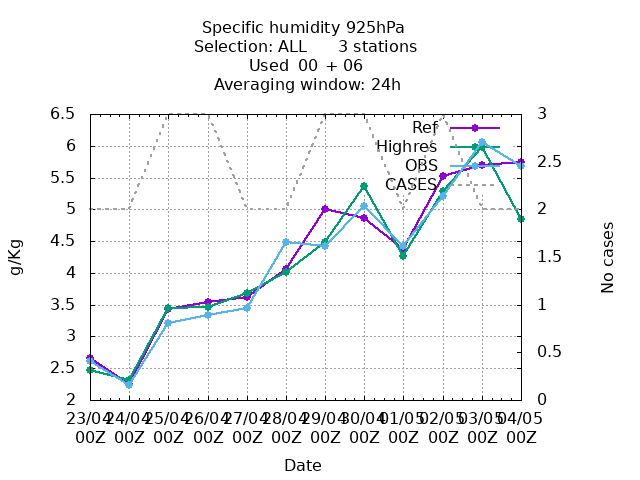 Specific humidity 925hPa
Selection: ALL      3 stations
Used  00 + 06
Averaging window: 24h
6.5
6
5.5
5
4.5
4
3.5
3
2.5
2
g/Kg
3
2.5
2
1.5
1
0.5
0
No cases
Ref
Highres
OBS
CASES
23/04 24/04 25/04 26/04 27/04 28/04 29/04 30/04 01/05 02/05 03/05 04/05
00Z 00Z 00Z 00Z 00Z 00Z 00Z 00Z 00Z 00Z 00Z 00Z
Date